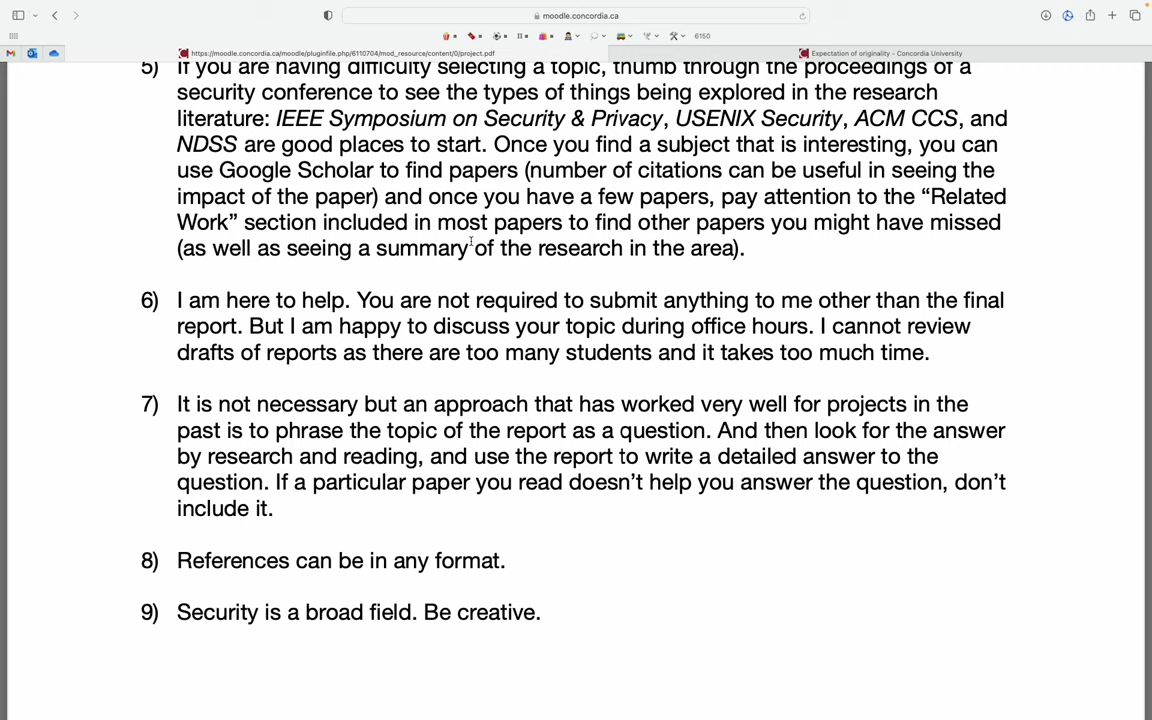 moodle.concordia.ca
6150
https://moodle.concordia.ca/moodle/pluginfile.php/6110704/mod_resource/content/0/project.pdf
Expectation of originality - Concordia University
5) If you are having difficulty selecting a topic, thumb through the proceedings of a
security conference to see the types of things being explored in the research
literature: IEEE Symposium on Security & Privacy, USENIX Security, ACM CCS, and
NDSS are good places to start. Once you find a subject that is interesting, you can
use Google Scholar to find papers (number of citations can be useful in seeing the
impact of the paper) and once you have a few papers, pay attention to the “Related
Work” section included in most papers to find other papers you might have missed
(as well as seeing a summary of the research in the area).
6) I am here to help. You are not required to submit anything to me other than the final
report. But I am happy to discuss your topic during office hours. I cannot review
drafts of reports as there are too many students and it takes too much time.
7) It is not necessary but an approach that has worked very well for projects in the
past is to phrase the topic of the report as a question. And then look for the answer
by research and reading, and use the report to write a detailed answer to the
question. If a particular paper you read doesn’t help you answer the question, don’t
include it.
8) References can be in any format.
9) Security is a broad field. Be creative.